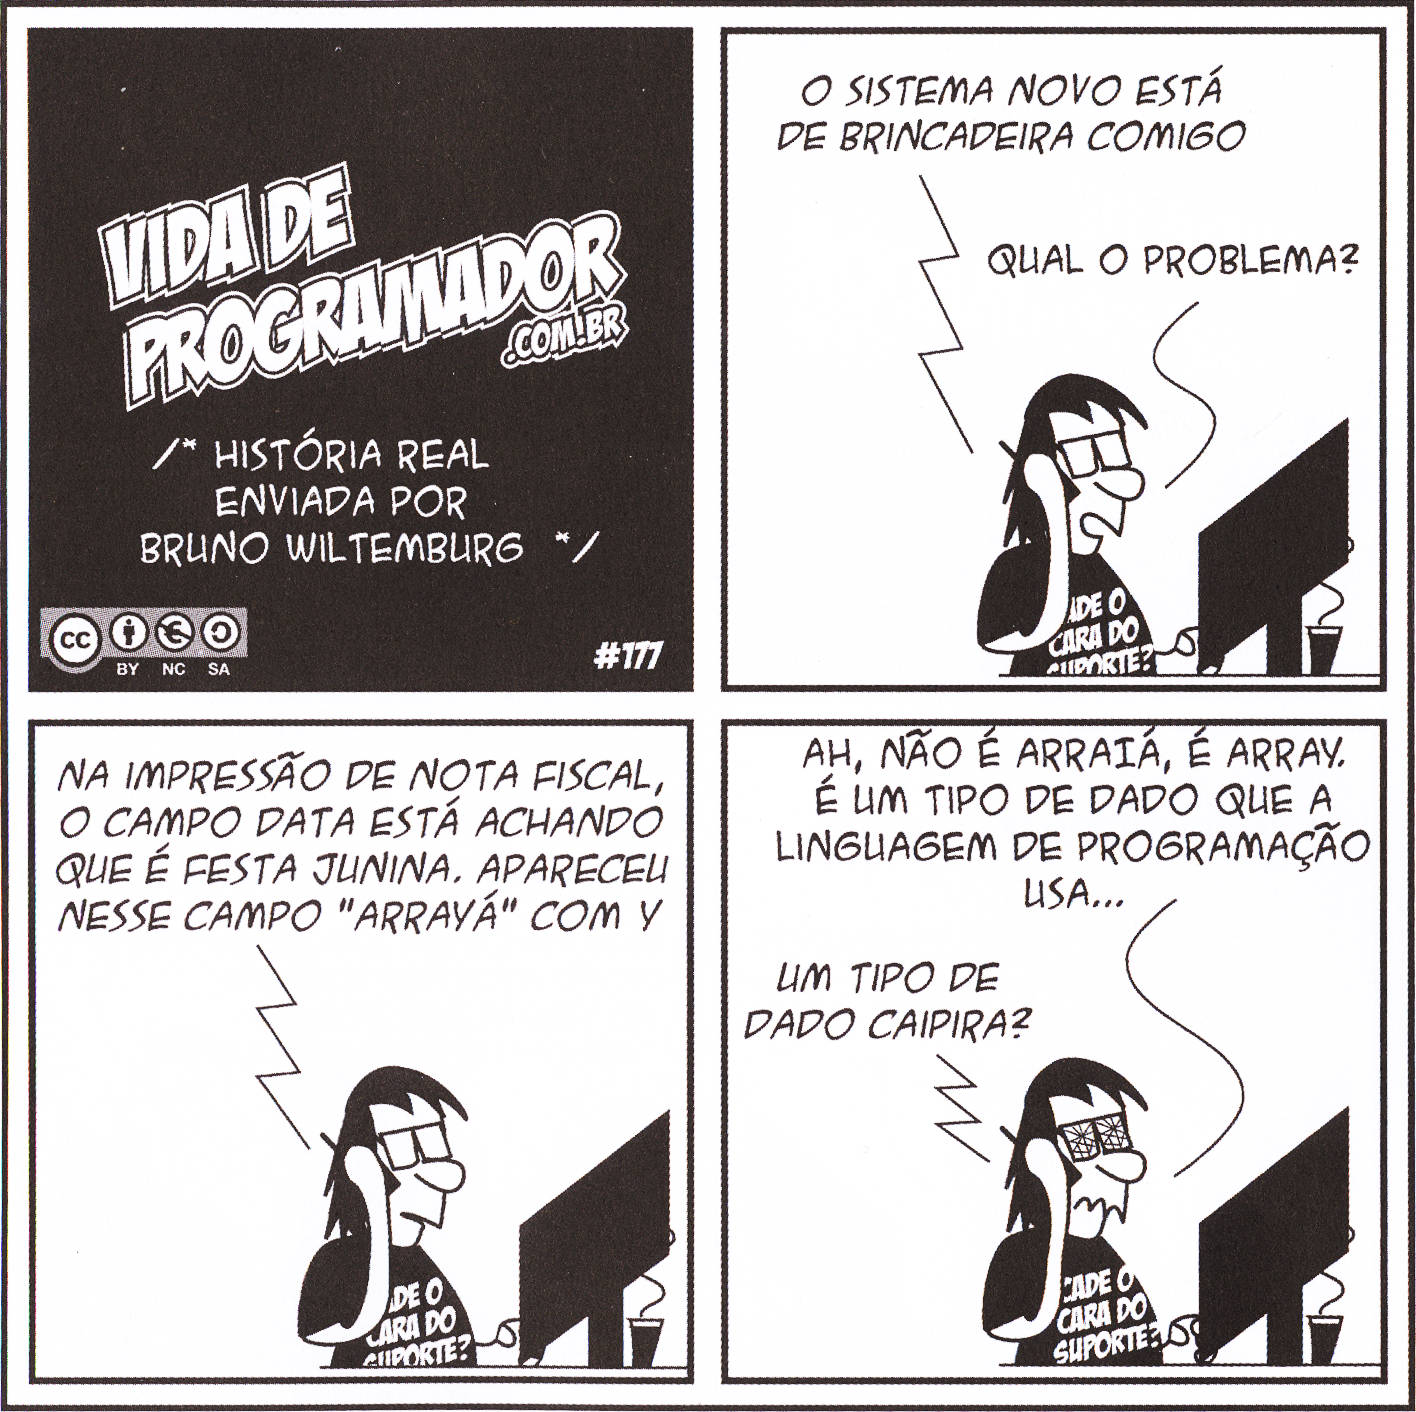 VIDA DE
PROGRAMADOR
.COM.BR
/* HISTÓRIA REAL
ENVIADA POR
BRUNO WILTEMBURG */
CC
BY NC SA
#177
O SISTEMA NOVO ESTÁ
DE BRINCADEIRA COMIGO
QUAL O PROBLEMA?
CADE O
CARA DO
SUPORTE?
NA IMPRESSÃO DE NOTA FISCAL,
O CAMPO DATA ESTÁ ACHANDO
QUE É FESTA JUNINA. APARECEU
NESSE CAMPO "ARRAYÁ" COM Y
CADE O
CARA DO
SUPORTE?
AH, NÃO É ARRAIÁ, É ARRAY.
É UM TIPO DE DADO QUE A
LINGUAGEM DE PROGRAMAÇÃO
USA...
UM TIPO DE
DADO CAIPIRA?
CADE O
CARA DO
SUPORTE?